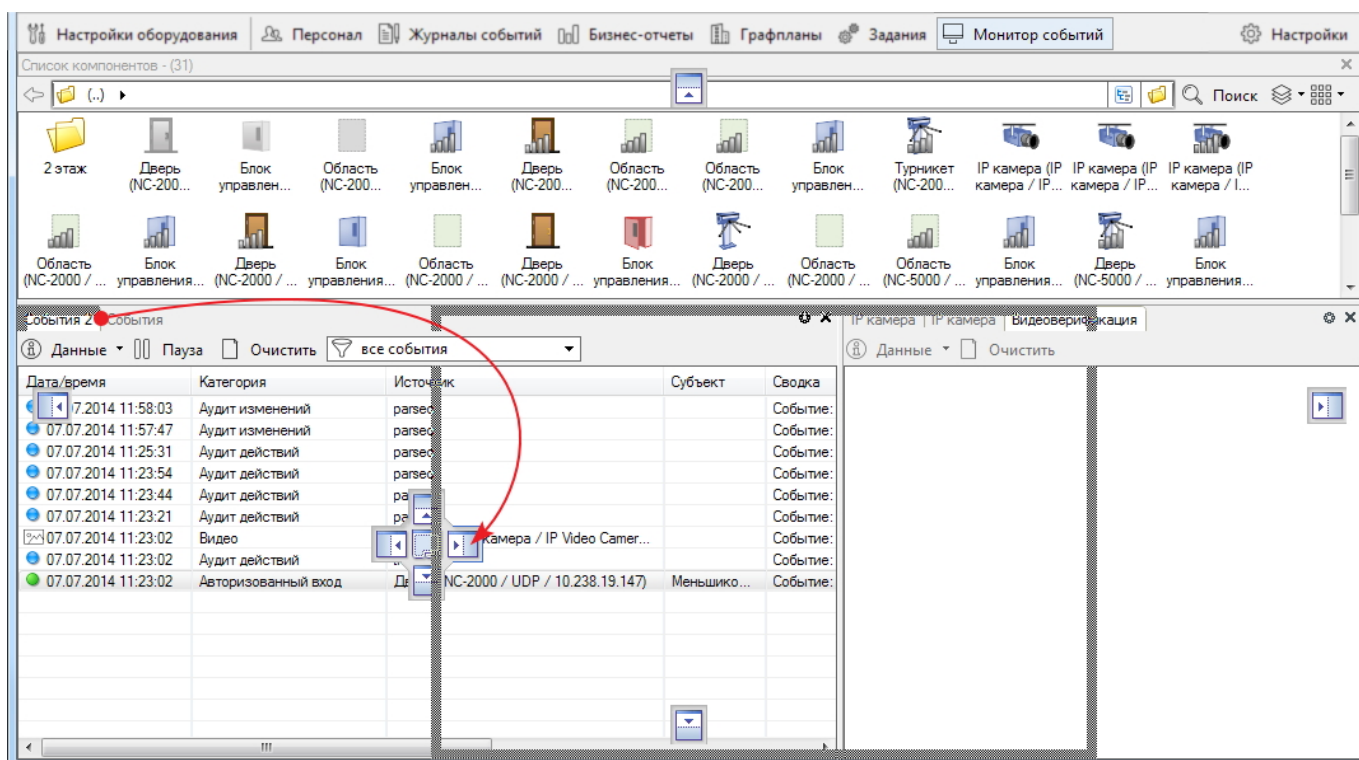 Настройки оборудования Персонал Журналы событий Бизнес-отчеты Графпланы Задания Монитор событий Настройки
Список компонентов - (31)
(..) Поиск
2 этаж Дверь Блок Область Блок Дверь Область Область Блок Турникет IP камера (IP IP камера (IP IP камера (IP
(NC-200... управлен... (NC-200... управлен... (NC-200... (NC-200... (NC-200... управлен... (NC-200... камера / IP... камера / IP... камера / I...
Область Блок Дверь Блок Область Дверь Блок Дверь Область Область Блок Дверь Блок
(NC-2000 / ... управления... (NC-2000 / ... управления... (NC-2000 / ... (NC-2000 / ... управления... (NC-2000 / ... (NC-2000 / ... (NC-5000 / ... управления... (NC-5000 / ... управления...
События 2 События IP камера IP камера Видеоверификация
Данные Пауза Очистить все события Данные Очистить
Дата/время Категория Источник Субъект Сводка
07.2014 11:58:03 Аудит изменений parsec Событие:
07.07.2014 11:57:47 Аудит изменений parsec Событие:
07.07.2014 11:25:31 Аудит действий parsec Событие:
07.07.2014 11:23:54 Аудит действий parsec Событие:
07.07.2014 11:23:44 Аудит действий Событие:
07.07.2014 11:23:21 Аудит действий Событие:
07.07.2014 11:23:02 Видео камера / IP Video Camer... Событие:
07.07.2014 11:23:02 Аудит действий Событие:
07.07.2014 11:23:02 Авторизованный вход NC-2000 / UDP / 10.238.19.147) Меньшико... Событие: